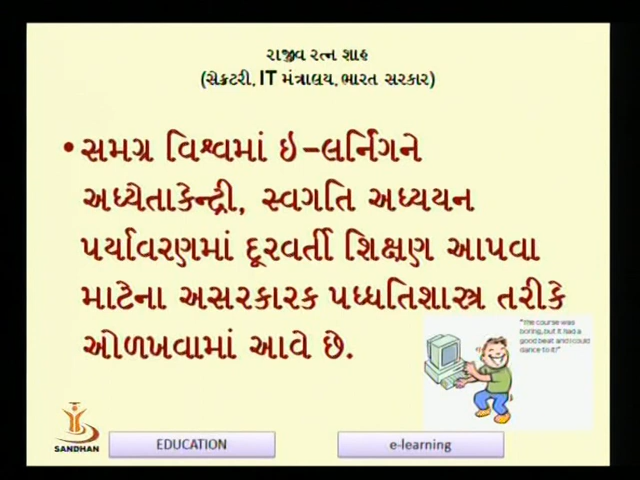 રાજીવ રત્ન શાહ
(સેક્રટરી, IT મંત્રાલય, ભારત સરકાર)
• સમગ્ર વિશ્વમાં ઇ-લર્નિંગને
અધ્યેતાકેન્દ્રી, સ્વગતિ અધ્યયન
પર્યાવરણમાં દૂરવર્તી શિક્ષણ આપવા
માટેના અસરકારક પધ્ધતિશાસ્ત્ર તરીકે
ઓળખવામાં આવે છે.
"The course was
boring, but it had a
good beat and I could
dance to it!"
SANDHAN
EDUCATION
e-learning